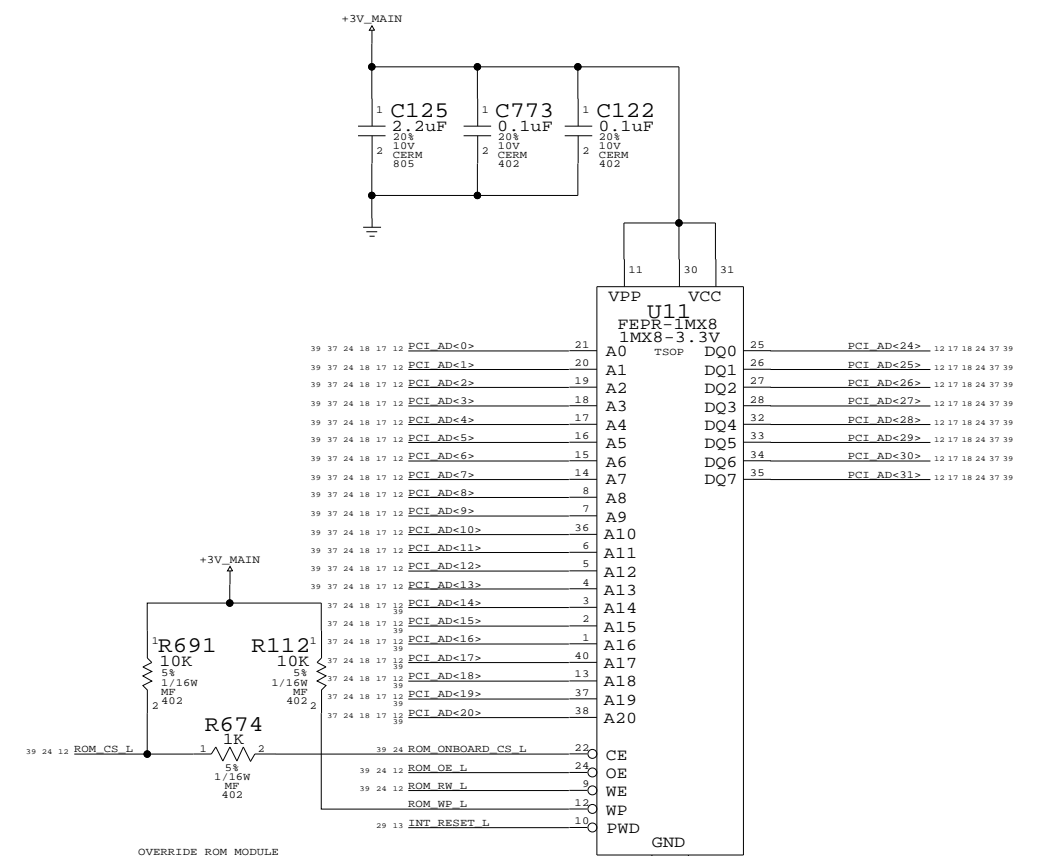 +3V_MAIN
1 C125 2.2uF 20% 10V CERM 805 2
1 C773 0.1uF 20% 10V CERM 402 2
1 C122 0.1uF 20% 10V CERM 402 2
11 30 31
VPP VCC
U11
FEPR-1MX8
1MX8-3.3V
TSOP
39 37 24 18 17 12 PCI_AD<0> 21 A0 DQ0 25 PCI_AD<24> 12 17 18 24 37 39
39 37 24 18 17 12 PCI_AD<1> 20 A1 DQ1 26 PCI_AD<25> 12 17 18 24 37 39
39 37 24 18 17 12 PCI_AD<2> 19 A2 DQ2 27 PCI_AD<26> 12 17 18 24 37 39
39 37 24 18 17 12 PCI_AD<3> 18 A3 DQ3 28 PCI_AD<27> 12 17 18 24 37 39
39 37 24 18 17 12 PCI_AD<4> 17 A4 DQ4 32 PCI_AD<28> 12 17 18 24 37 39
39 37 24 18 17 12 PCI_AD<5> 16 A5 DQ5 33 PCI_AD<29> 12 17 18 24 37 39
39 37 24 18 17 12 PCI_AD<6> 15 A6 DQ6 34 PCI_AD<30> 12 17 18 24 37 39
39 37 24 18 17 12 PCI_AD<7> 14 A7 DQ7 35 PCI_AD<31> 12 17 18 24 37 39
39 37 24 18 17 12 PCI_AD<8> 8 A8
39 37 24 18 17 12 PCI_AD<9> 7 A9
39 37 24 18 17 12 PCI_AD<10> 36 A10
39 37 24 18 17 12 PCI_AD<11> 6 A11
39 37 24 18 17 12 PCI_AD<12> 5 A12
39 37 24 18 17 12 PCI_AD<13> 4 A13
37 24 18 17 12 39 PCI_AD<14> 3 A14
37 24 18 17 12 39 PCI_AD<15> 2 A15
37 24 18 17 12 39 PCI_AD<16> 1 A16
37 24 18 17 12 39 PCI_AD<17> 40 A17
37 24 18 17 12 39 PCI_AD<18> 13 A18
37 24 18 17 12 39 PCI_AD<19> 37 A19
37 24 18 17 12 39 PCI_AD<20> 38 A20
+3V_MAIN
1 R691 10K 5% 1/16W MF 402 2
R112 1 10K 5% 1/16W MF 402 2
R674
1K
39 24 12 ROM_CS_L 1 2 39 24 ROM_ONBOARD_CS_L 22 CE
5%
1/16W
MF
402
39 24 12 ROM_OE_L 24 OE
39 24 12 ROM_RW_L 9 WE
ROM_WP_L 12 WP
29 13 INT_RESET_L 10 PWD
GND
OVERRIDE ROM MODULE